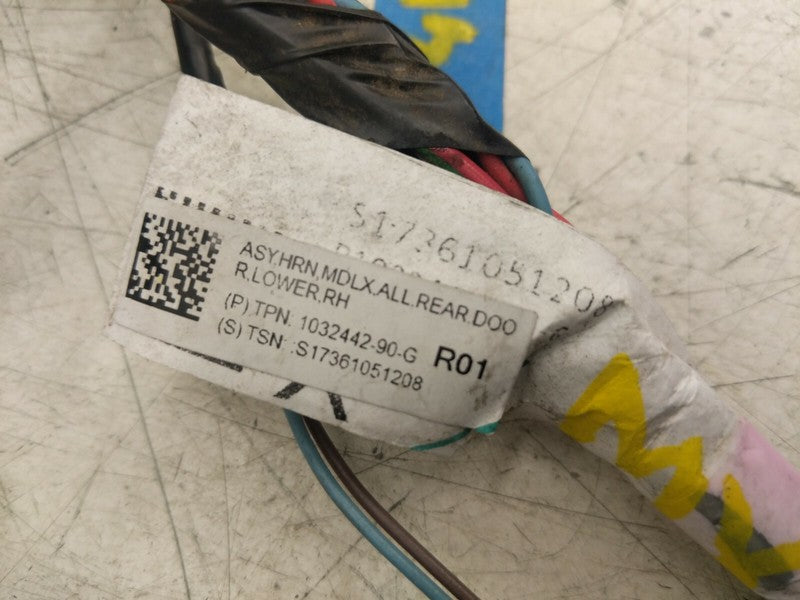 S17361051208
ASY,HRN,MDLX,ALL,REAR DOO
R,LOWER,RH
(P) TPN: 1032442-90-G R01
(S) TSN: :S17361051208